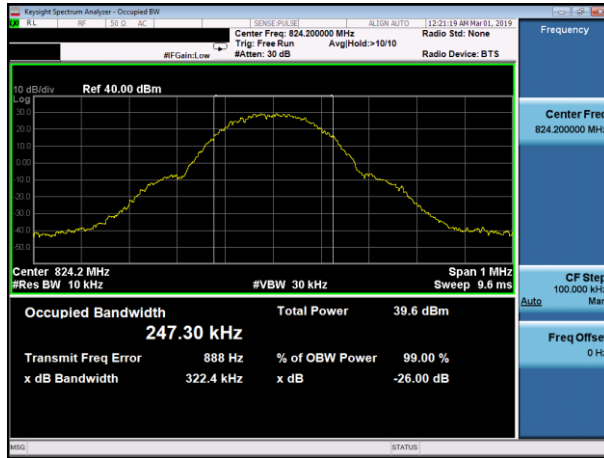 Keysight Spectrum Analyzer - Occupied BW
RL RF 50 Ω AC SENSE:PULSE ALIGN AUTO 12:21:19 AM Mar 01, 2019
Center Freq: 824.200000 MHz Radio Std: None
Trig: Free Run Avg|Hold:>10/10
#IFGain:Low #Atten: 30 dB Radio Device: BTS
Frequency
10 dB/div Ref 40.00 dBm
Log
30.0
20.0
10.0
0.00
-10.0
-20.0
-30.0
-40.0
-50.0
Center 824.2 MHz Span 1 MHz
#Res BW 10 kHz #VBW 30 kHz Sweep 9.6 ms
Occupied Bandwidth Total Power 39.6 dBm
247.30 kHz
Transmit Freq Error 888 Hz % of OBW Power 99.00 %
x dB Bandwidth 322.4 kHz x dB -26.00 dB
Center Freq
824.200000 MHz
CF Step
100.000 kHz
Auto Man
Freq Offse
0 Hz
MSG STATUS